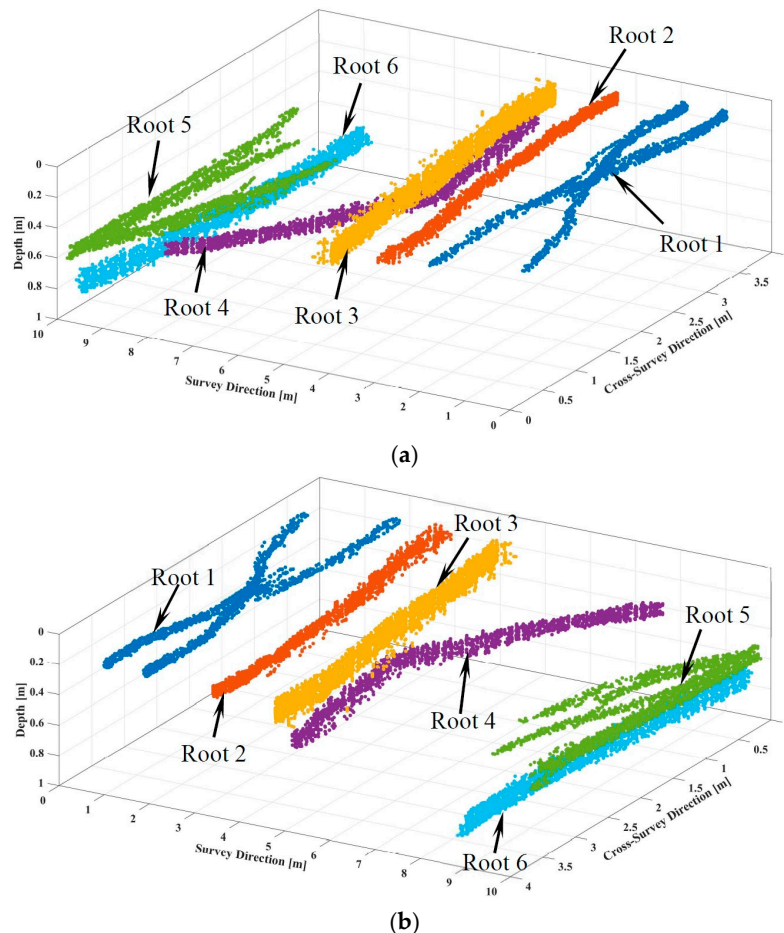 Root 2
Root 6
Root 5
0
0.2
0.4
0.6
0.8
1
Depth [m]
Root 1
Root 4
Root 3
10
9
8
7
6
5
4
3
2
1
0
Survey Direction [m]
0
0.5
1
1.5
2
2.5
3
3.5
Cross-Survey Direction [m]
(a)
Root 3
Root 1
Root 5
0
0.2
0.4
0.6
0.8
1
Depth [m]
Root 4
Root 2
0
1
2
3
4
5
6
7
8
9
10
Survey Direction [m]
Root 6
4
3.5
3
2.5
2
1.5
1
0.5
Cross-Survey Direction [m]
(b)